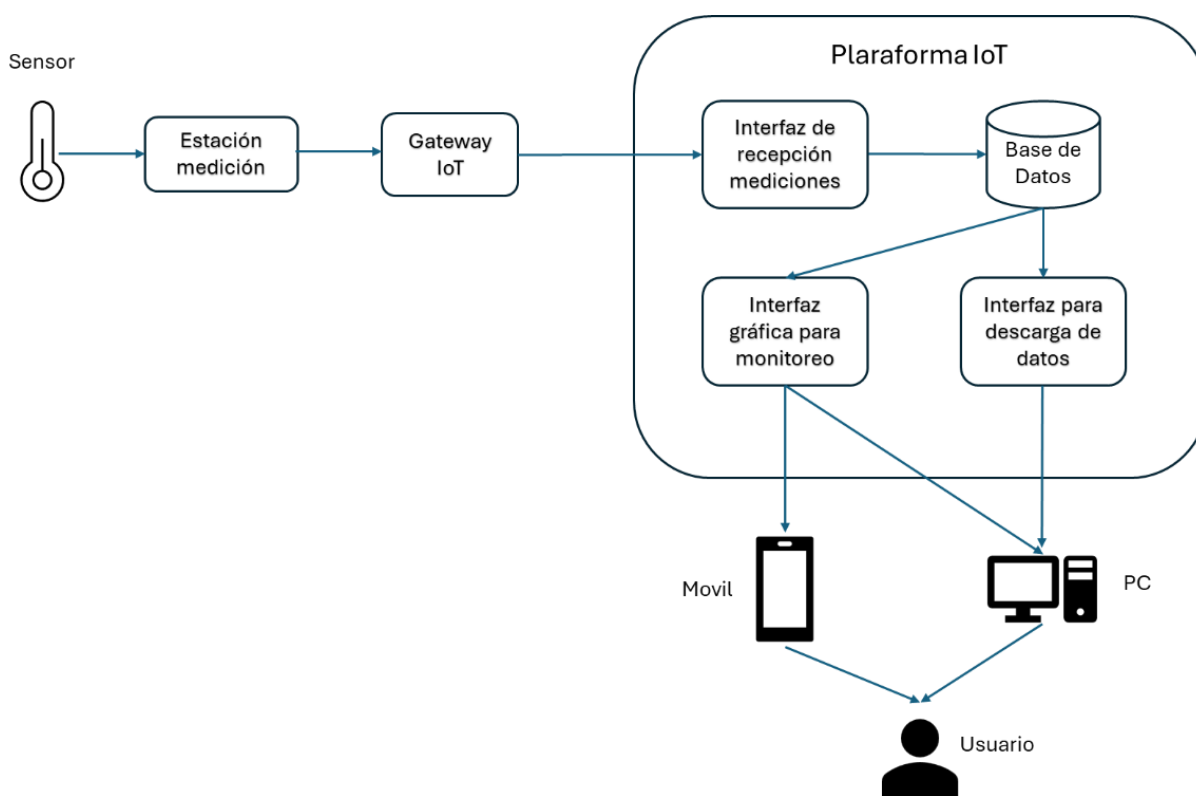 Plaraforma IoT
Sensor
Estación
medición
Gateway
IoT
Interfaz de
recepción
mediciones
Base de
Datos
Interfaz
gráfica para
monitoreo
Interfaz para
descarga de
datos
Movil
PC
Usuario